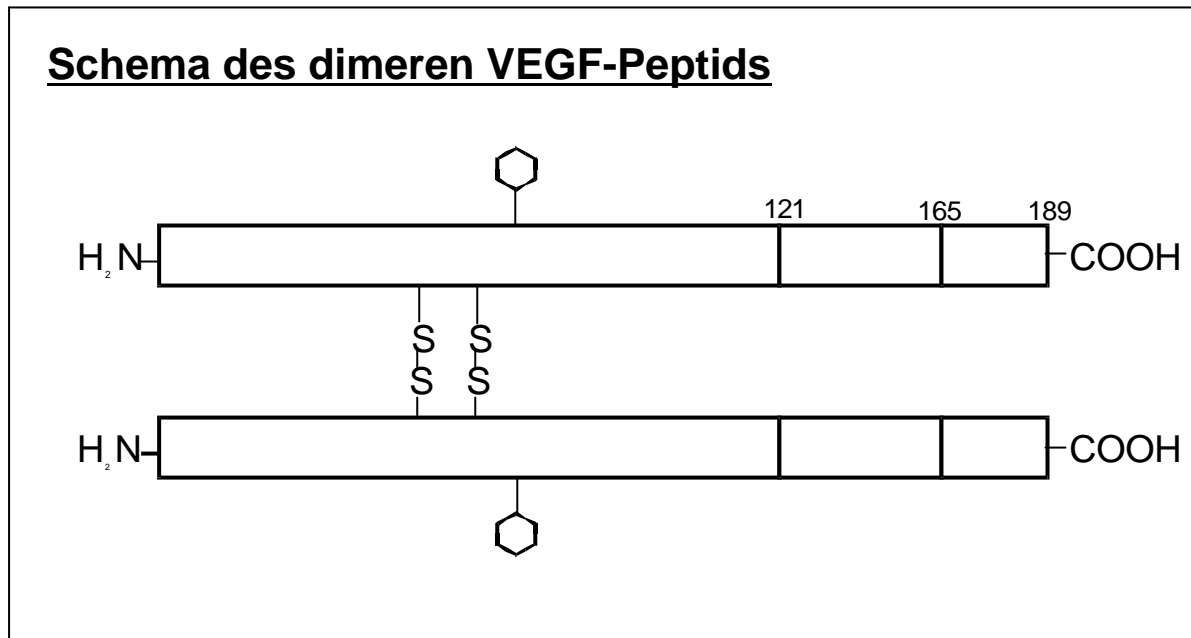 Schema des dimeren VEGF-Peptids
121 165 189
H₂N COOH
S S
S S
H₂N COOH